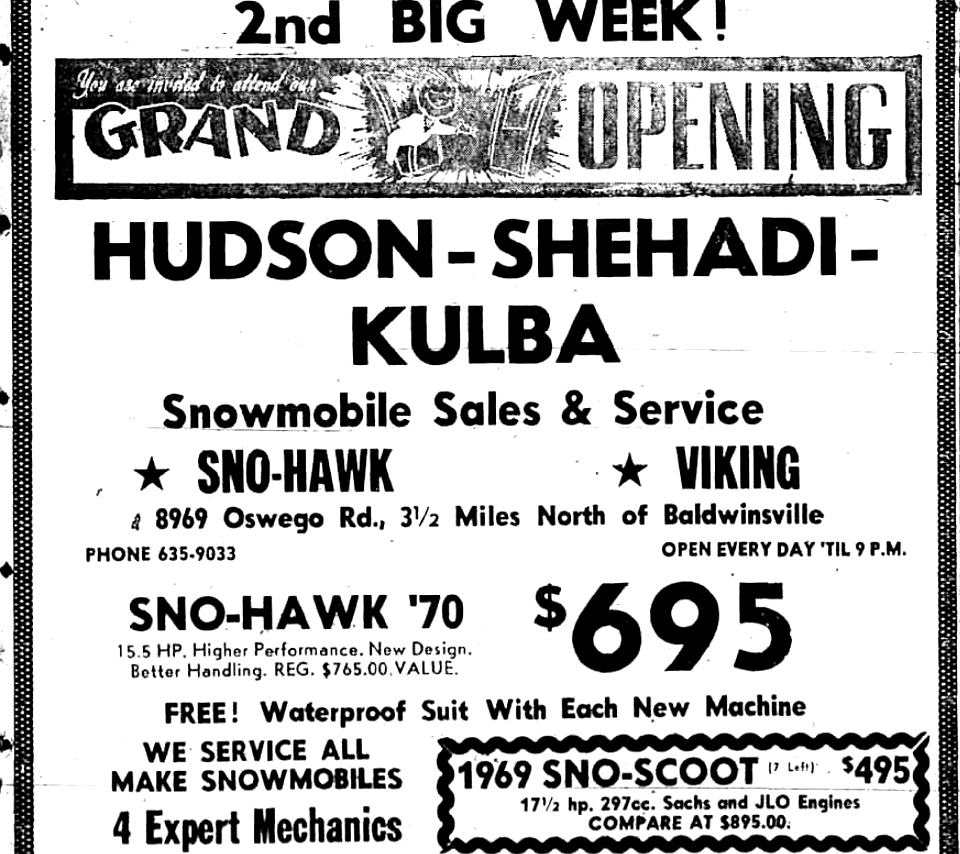 2nd BIG WEEK!
You are invited to attend our
GRAND OPENING
HUDSON - SHEHADI -
KULBA
Snowmobile Sales & Service
★ SNO-HAWK ★ VIKING
8969 Oswego Rd., 3½ Miles North of Baldwinsville
PHONE 635-9033 OPEN EVERY DAY 'TIL 9 P.M.
SNO-HAWK '70 $695
15.5 HP. Higher Performance. New Design.
Better Handling. REG. $765.00 VALUE.
FREE! Waterproof Suit With Each New Machine
WE SERVICE ALL
MAKE SNOWMOBILES
4 Expert Mechanics
1969 SNO-SCOOT (7 Left) $495
17½ hp. 297cc. Sachs and JLO Engines
COMPARE AT $895.00.